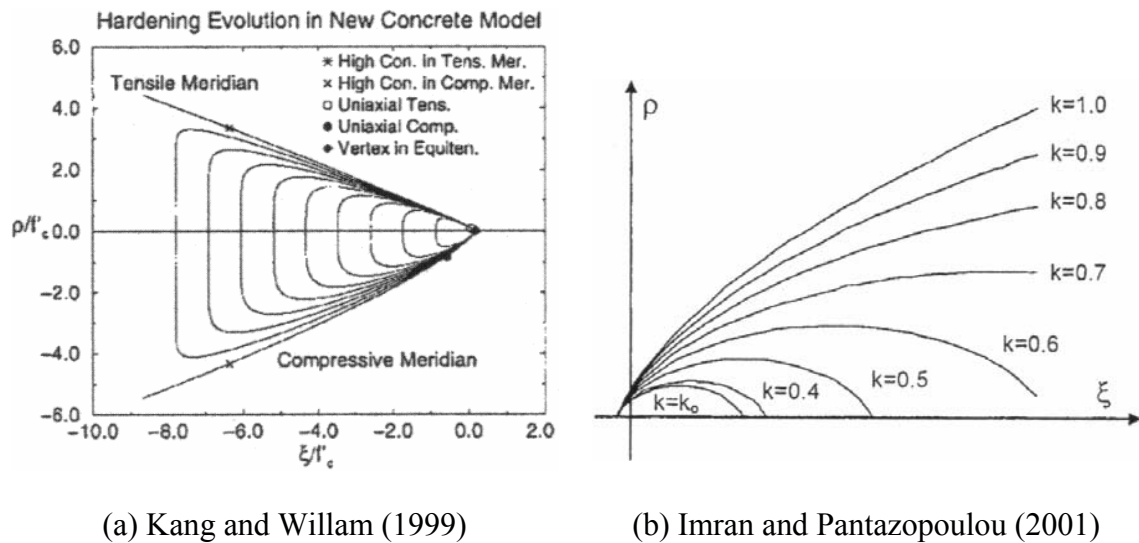 Hardening Evolution in New Concrete Model
6.0
4.0
2.0
0.0
−2.0
−4.0
−6.0
ρ/f'c
Tensile Meridian
High Con. in Tens. Mer.
High Con. in Comp. Mer.
Uniaxial Tens.
Uniaxial Comp.
Vertex in Equiten.
Compressive Meridian
−10.0 −8.0 −6.0 −4.0 −2.0 0.0 2.0
ξ/f'c
ρ
k=1.0
k=0.9
k=0.8
k=0.7
k=0.6
k=0.5
k=0.4
k=ko
ξ
(a) Kang and Willam (1999)
(b) Imran and Pantazopoulou (2001)